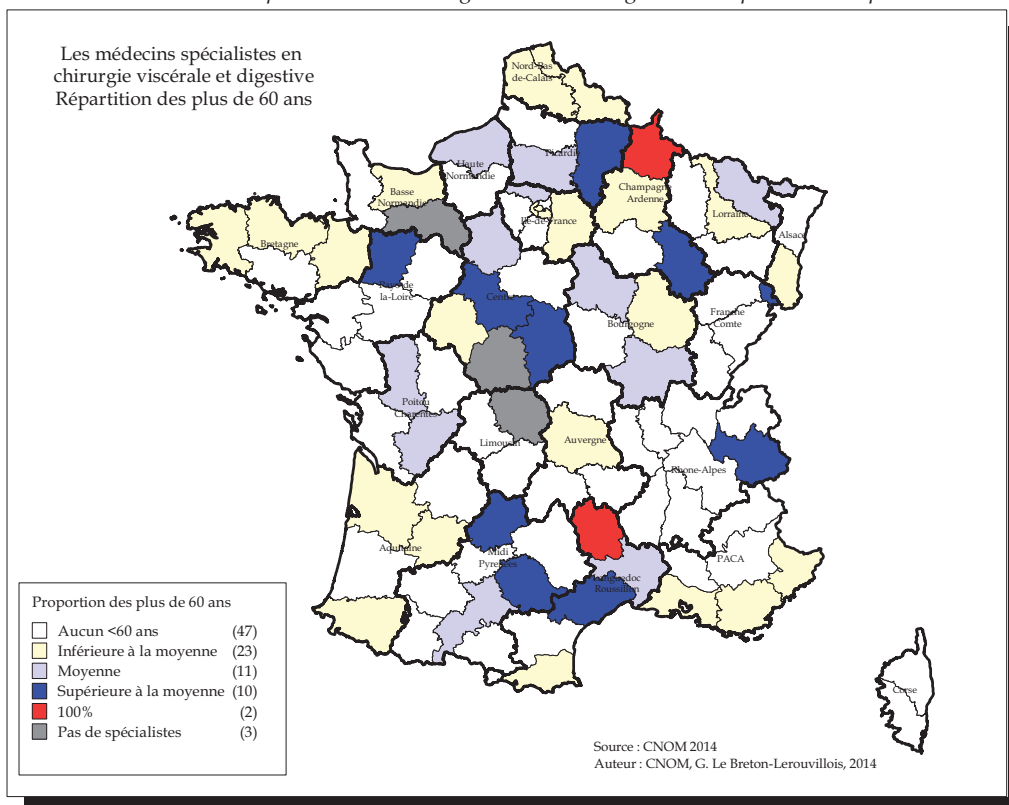 Les médecins spécialistes en
chirurgie viscérale et digestive
Répartition des plus de 60 ans
Nord-Pas
de-Calais
Picardie
Haute
Normandie
Basse
Normandie
Champagne
Ardenne
Lorraine
Ile-de-France
Alsace
Bretagne
Pays de
la-Loire
Centre
Bourgogne
Franche
Comte
Poitou
Charentes
Limousin
Auvergne
Rhone-Alpes
Aquitaine
Midi
Pyrénées
Languedoc
Roussillon
PACA
Corse
Proportion des plus de 60 ans
Aucun <60 ans (47)
Inférieure à la moyenne (23)
Moyenne (11)
Supérieure à la moyenne (10)
100% (2)
Pas de spécialistes (3)
Source : CNOM 2014
Auteur : CNOM, G. Le Breton-Lerouvillois, 2014